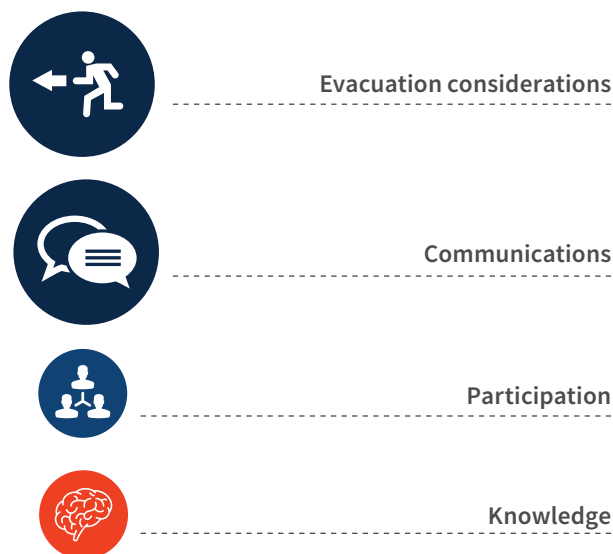 Evacuation considerations
Communications
Participation
Knowledge